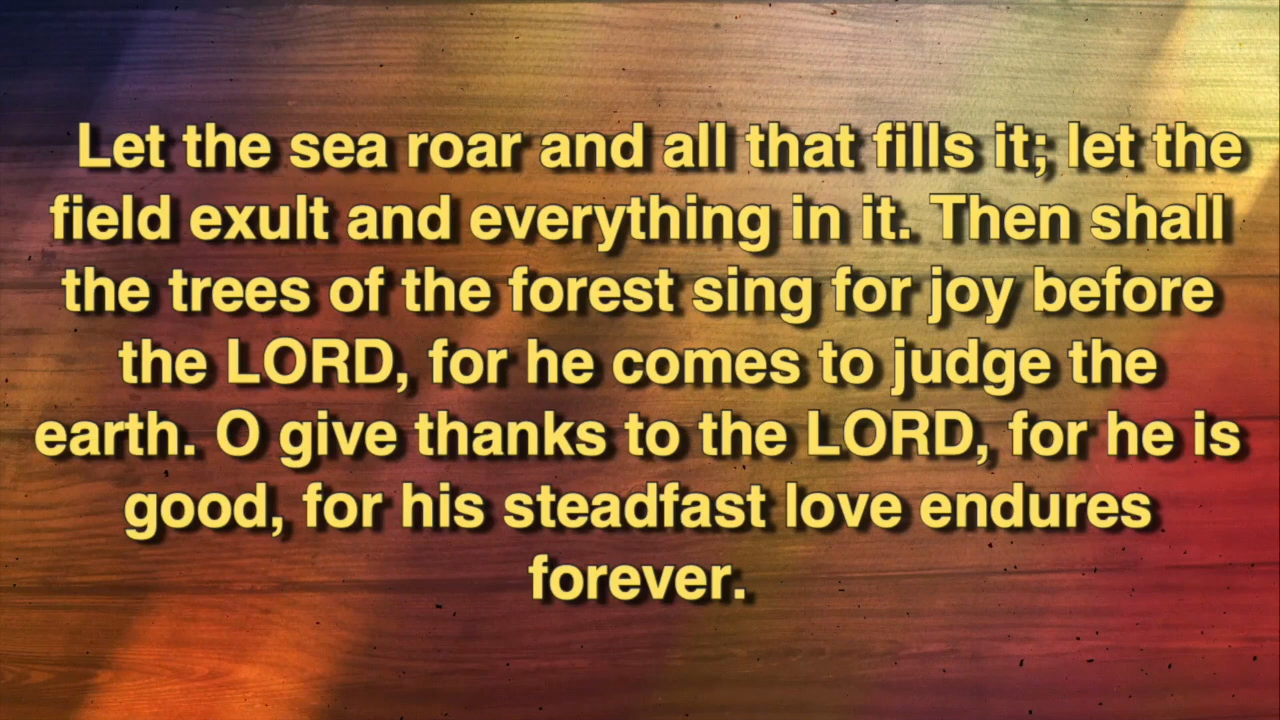 Let the sea roar and all that fills it; let the
field exult and everything in it. Then shall
the trees of the forest sing for joy before
the LORD, for he comes to judge the
earth. O give thanks to the LORD, for he is
good, for his steadfast love endures
forever.